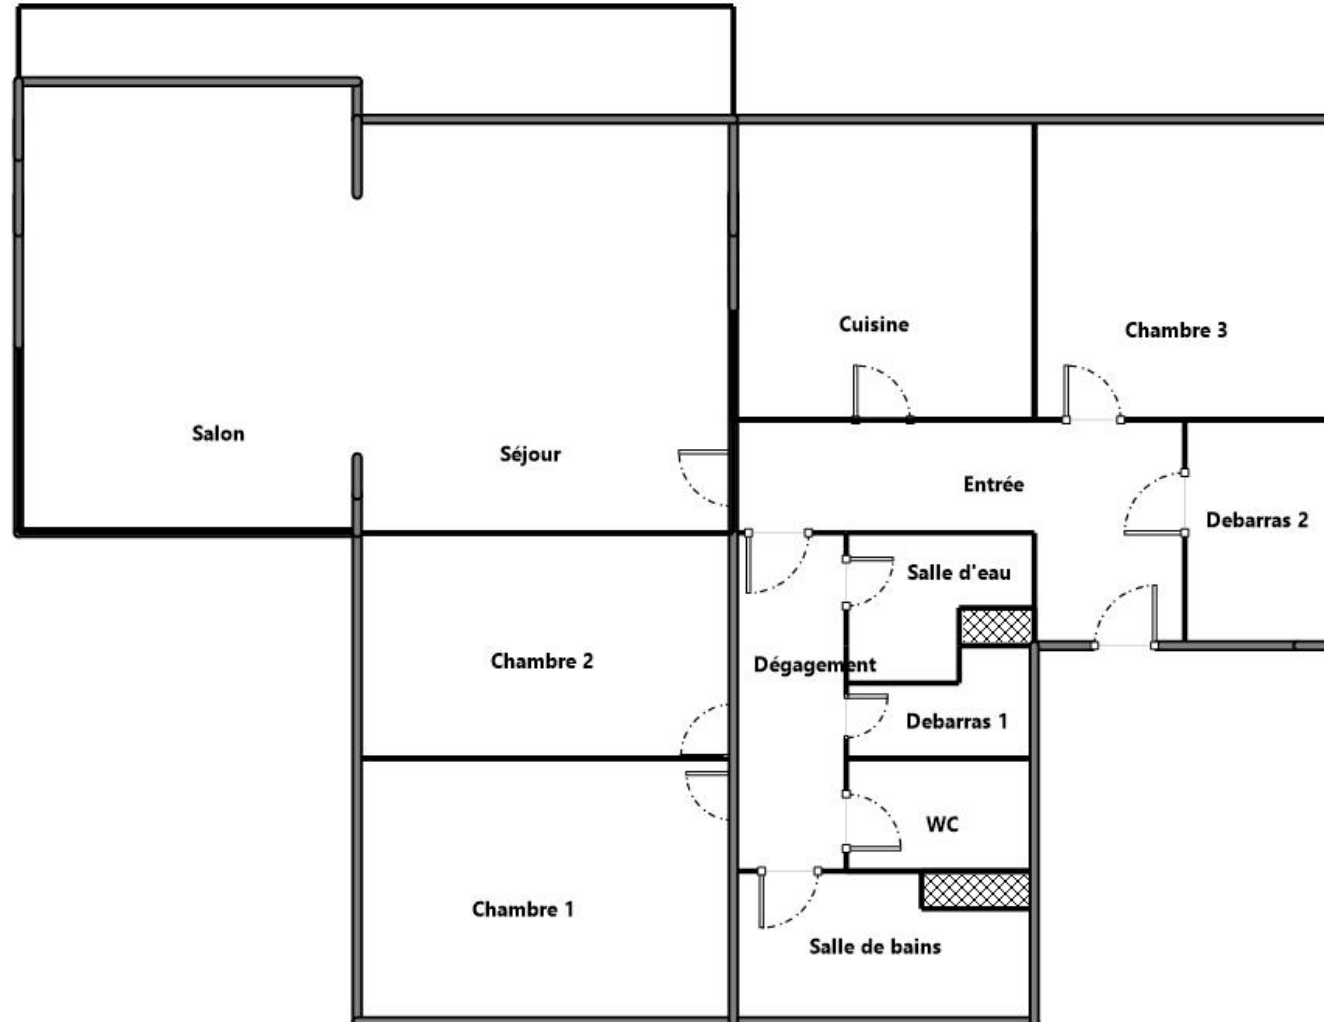 Cuisine
Chambre 3
Salon
Séjour
Entrée
Debarras 2
Salle d'eau
Chambre 2
Dégagement
Debarras 1
WC
Chambre 1
Salle de bains